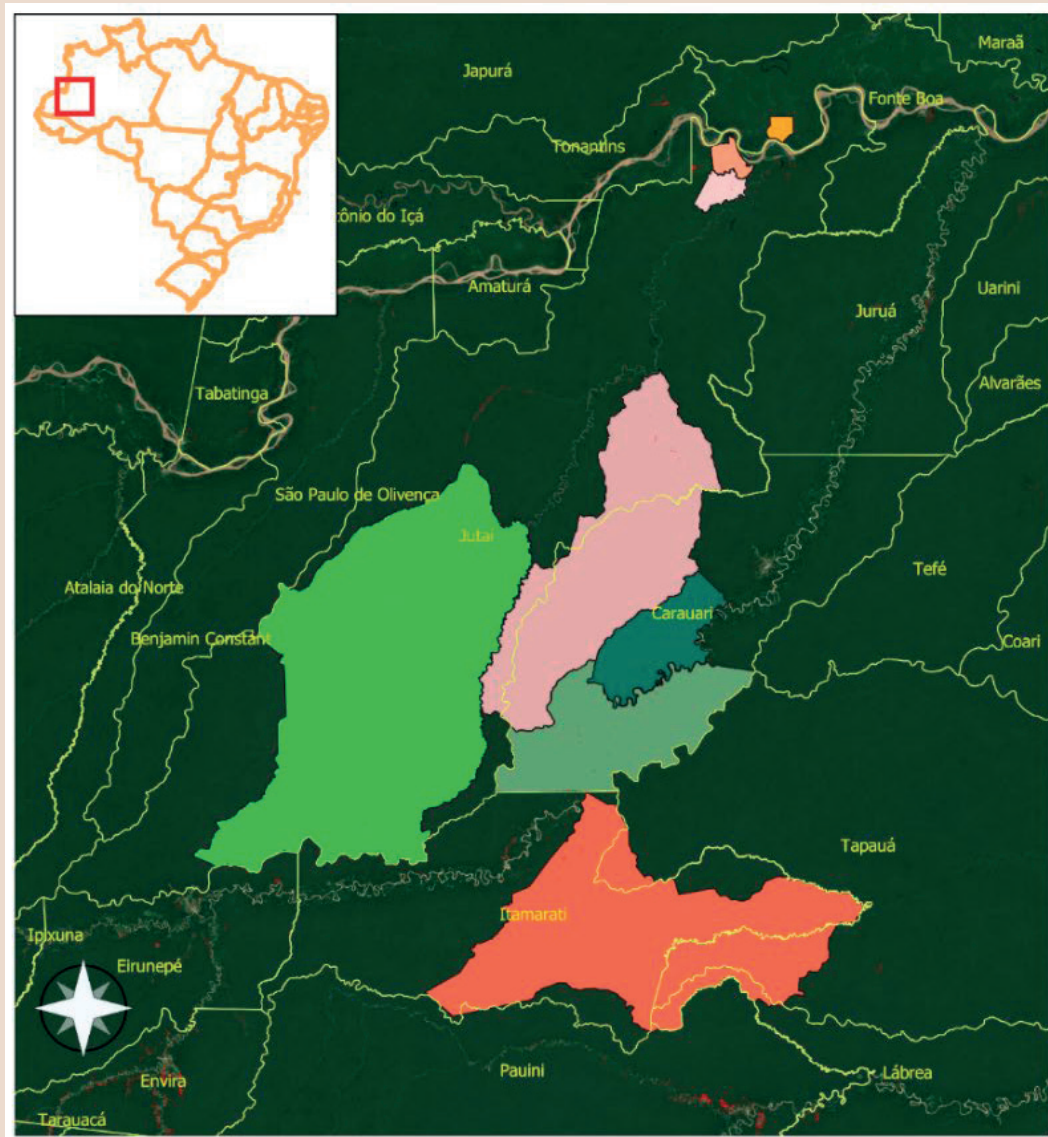 Maraã
Japurá
Fonte Boa
Tonantins
tônio do Içá
Amaturá
Uarini
Juruá
Alvarães
Tabatinga
São Paulo de Olivença
Jutaí
Tefé
Atalaia do Norte
Carauari
Benjamin Constant
Coari
Tapauá
Itamarati
Ipixuna
Eirunepé
Pauini
Lábrea
Envira
Tarauacá